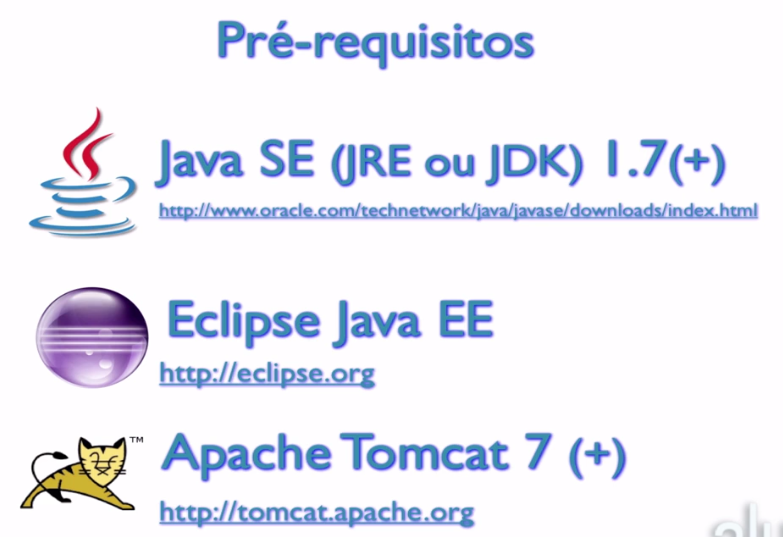 Pré-requisitos
Java SE (JRE ou JDK) 1.7(+)
http://www.oracle.com/technetwork/java/javase/downloads/index.html
Eclipse Java EE
http://eclipse.org
TM
Apache Tomcat 7 (+)
http://tomcat.apache.org